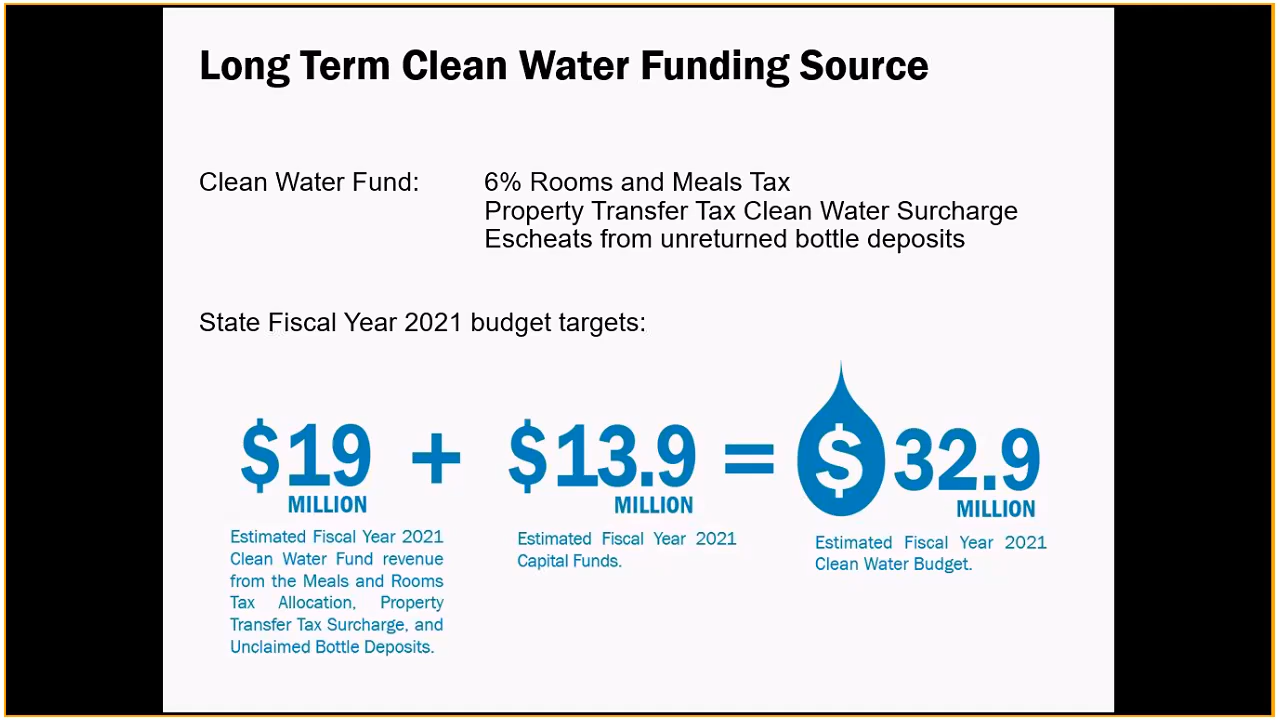 Long Term Clean Water Funding Source
Clean Water Fund: 6% Rooms and Meals Tax
Property Transfer Tax Clean Water Surcharge
Escheats from unreturned bottle deposits
State Fiscal Year 2021 budget targets:
$19 + $13.9 = $32.9
MILLION MILLION MILLION
Estimated Fiscal Year 2021
Clean Water Fund revenue
from the Meals and Rooms
Tax Allocation, Property
Transfer Tax Surcharge, and
Unclaimed Bottle Deposits.
Estimated Fiscal Year 2021
Capital Funds.
Estimated Fiscal Year 2021
Clean Water Budget.